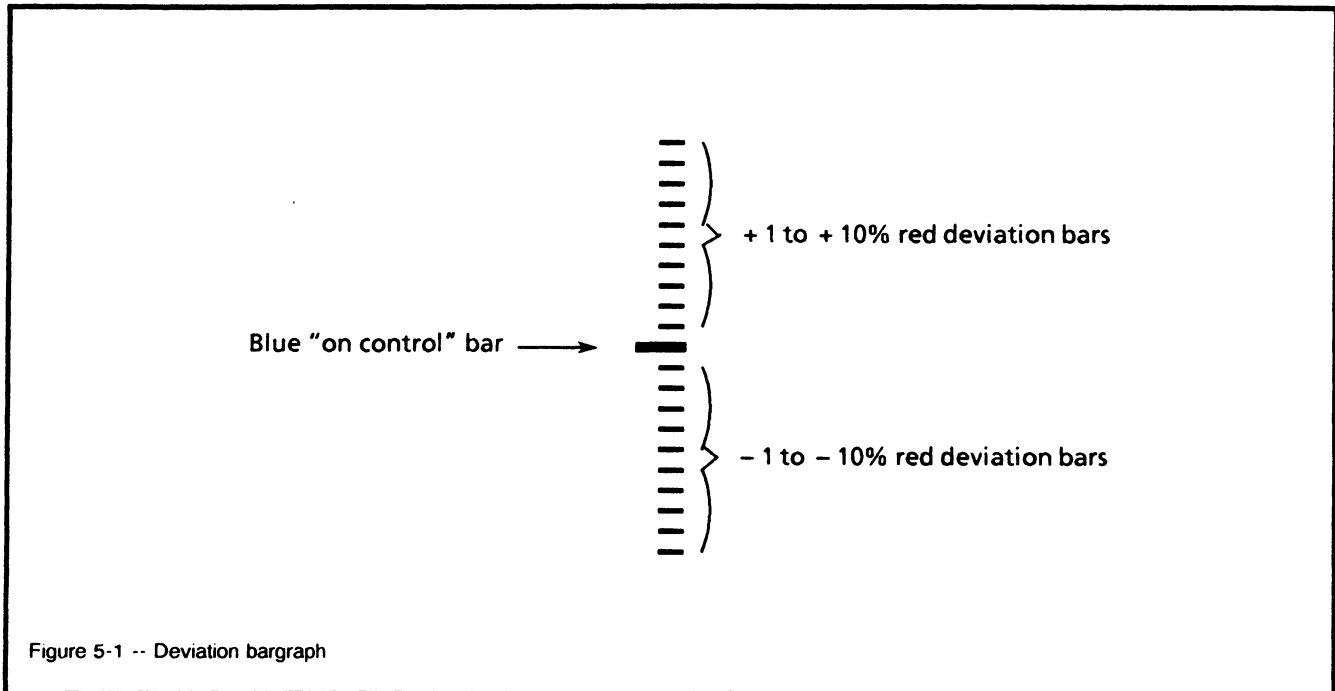 + 1 to + 10% red deviation bars
Blue "on control" bar
– 1 to – 10% red deviation bars
Figure 5-1 -- Deviation bargraph